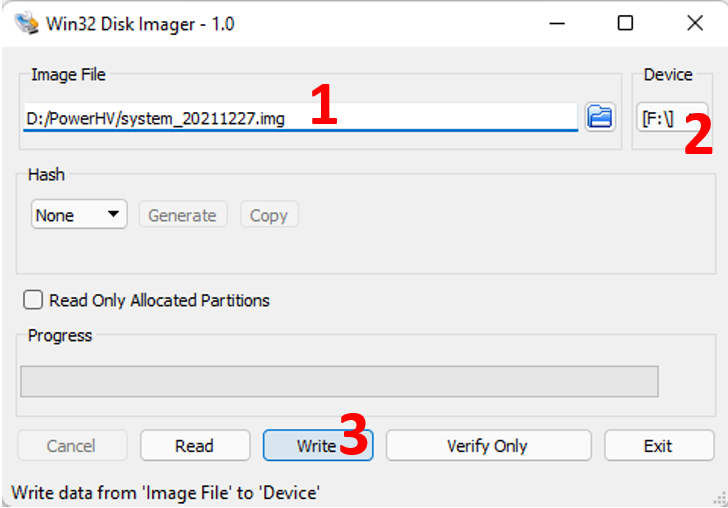 Win32 Disk Imager - 1.0
Image File
Device
D:/PowerHV/system_20211227.img
1
[F:\]
2
Hash
None
Generate
Copy
Read Only Allocated Partitions
Progress
Cancel
Read
Write
3
Verify Only
Exit
Write data from 'Image File' to 'Device'